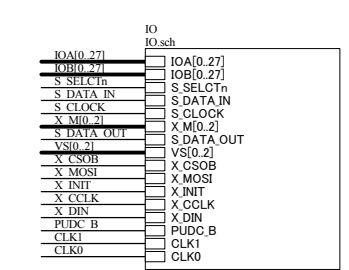 IO
IO.sch
IOA[0..27] IOA[0..27]
IOB[0..27] IOB[0..27]
S_SELCTn S_SELCTn
S_DATA_IN S_DATA_IN
S_CLOCK S_CLOCK
X_M[0..2] X_M[0..2]
S_DATA_OUT S_DATA_OUT
VS[0..2] VS[0..2]
X_CSOB X_CSOB
X_MOSI X_MOSI
X_INIT X_INIT
X_CCLK X_CCLK
X_DIN X_DIN
PUDC_B PUDC_B
CLK1 CLK1
CLK0 CLK0